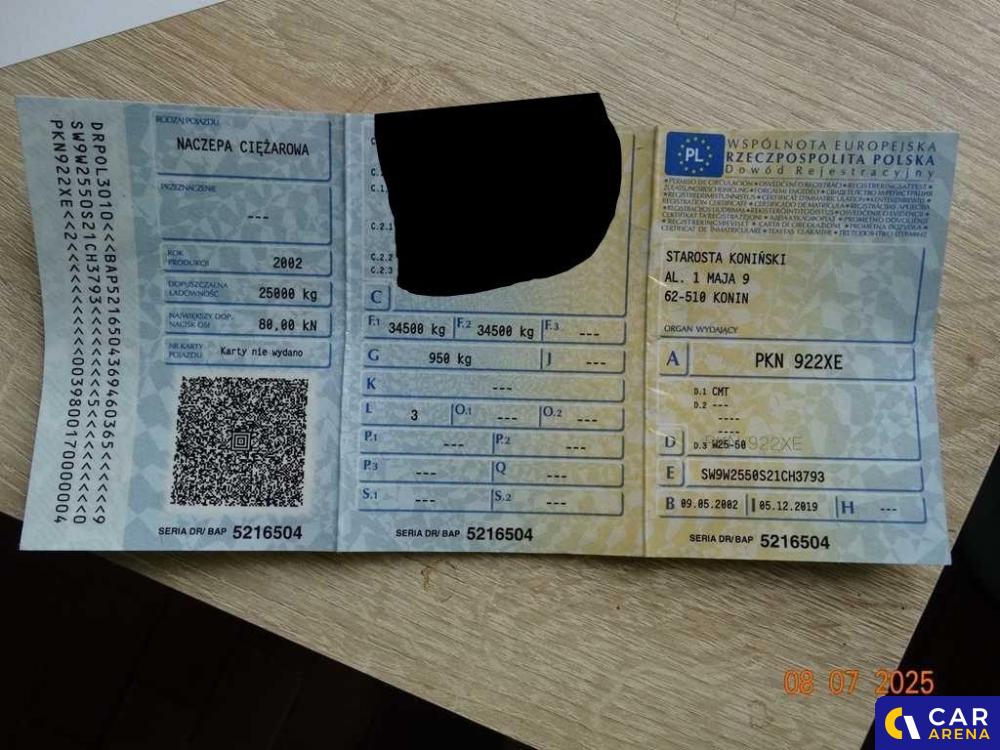 DRPOL3010<<BAP5216504369460365<<<<<9
SW9W2550S21CH3793<<<<<<<<5<<<<<<<<<0
PKN922XE<<2<<<<<<<<<<0039800170000004
RODZAJ POJAZDU
NACZEPA CIĘŻAROWA
PRZEZNACZENIE
---
ROK PRODUKCJI 2002
DOPUSZCZALNA ŁADOWNOŚĆ 25000 kg
NAJWIĘKSZY DOP. NACISK OSI 80,00 kN
NR KARTY POJAZDU Karty nie wydano
SERIA DR/ BAP 5216504
C.2.1
C.2.2
C.2.3
C
F.1 34500 kg F.2 34500 kg F.3 ---
G 950 kg J ---
K ---
L 3 O.1 --- O.2 ---
P.1 --- P.2
P.3 --- Q ---
S.1 --- S.2 ---
SERIA DR/ BAP 5216504
PL
WSPÓLNOTA EUROPEJSKA
RZECZPOSPOLITA POLSKA
Dowód Rejestracyjny
STAROSTA KONIŃSKI
AL. 1 MAJA 9
62-510 KONIN
ORGAN WYDAJĄCY
A PKN 922XE
D.1 CMT
D.2 ---
----
----
D D.3 W25-50 922XE
E SW9W2550S21CH3793
B 09.05.2002 I 05.12.2019 H ---
SERIA DR/ BAP 5216504
08 07 2025
CAR
ARENA